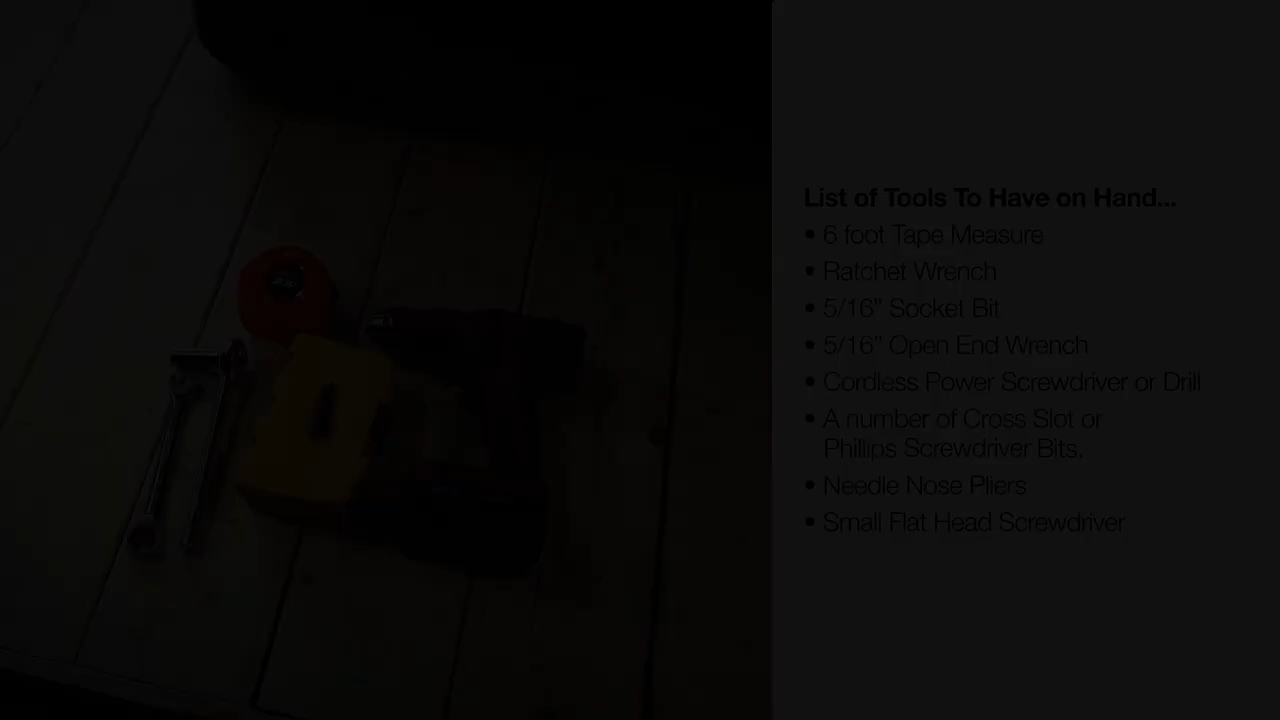 List of Tools To Have on Hand...
• 6 foot Tape Measure
• Ratchet Wrench
• 5/16" Socket Bit
• 5/16" Open End Wrench
• Cordless Power Screwdriver or Drill
• A number of Cross Slot or
Phillips Screwdriver Bits.
• Needle Nose Pliers
• Small Flat Head Screwdriver